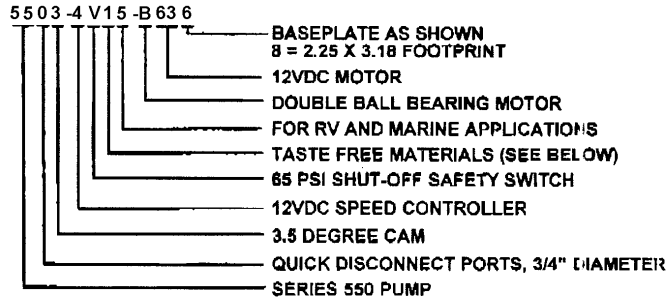 5503-4V15-B636
BASEPLATE AS SHOWN
8 = 2.25 X 3.18 FOOTPRINT
12VDC MOTOR
DOUBLE BALL BEARING MOTOR
FOR RV AND MARINE APPLICATIONS
TASTE FREE MATERIALS (SEE BELOW)
65 PSI SHUT-OFF SAFETY SWITCH
12VDC SPEED CONTROLLER
3.5 DEGREE CAM
QUICK DISCONNECT PORTS, 3/4" DIAMETER
SERIES 550 PUMP